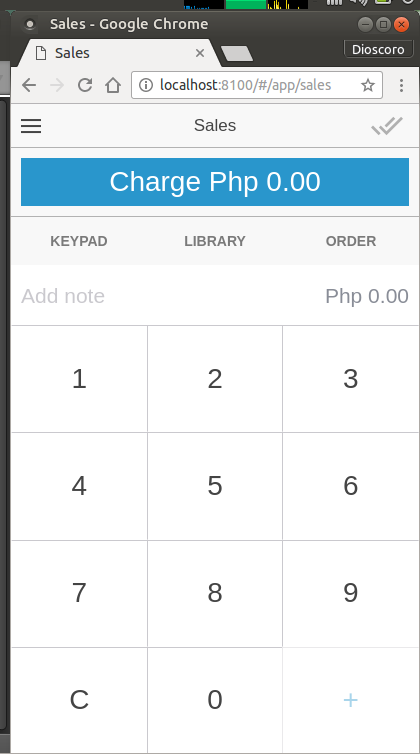 Sales - Google Chrome
Sales
Dioscoro
localhost:8100/#/app/sales
Sales
Charge Php 0.00
KEYPAD LIBRARY ORDER
Add note Php 0.00
1 2 3
4 5 6
7 8 9
C 0 +